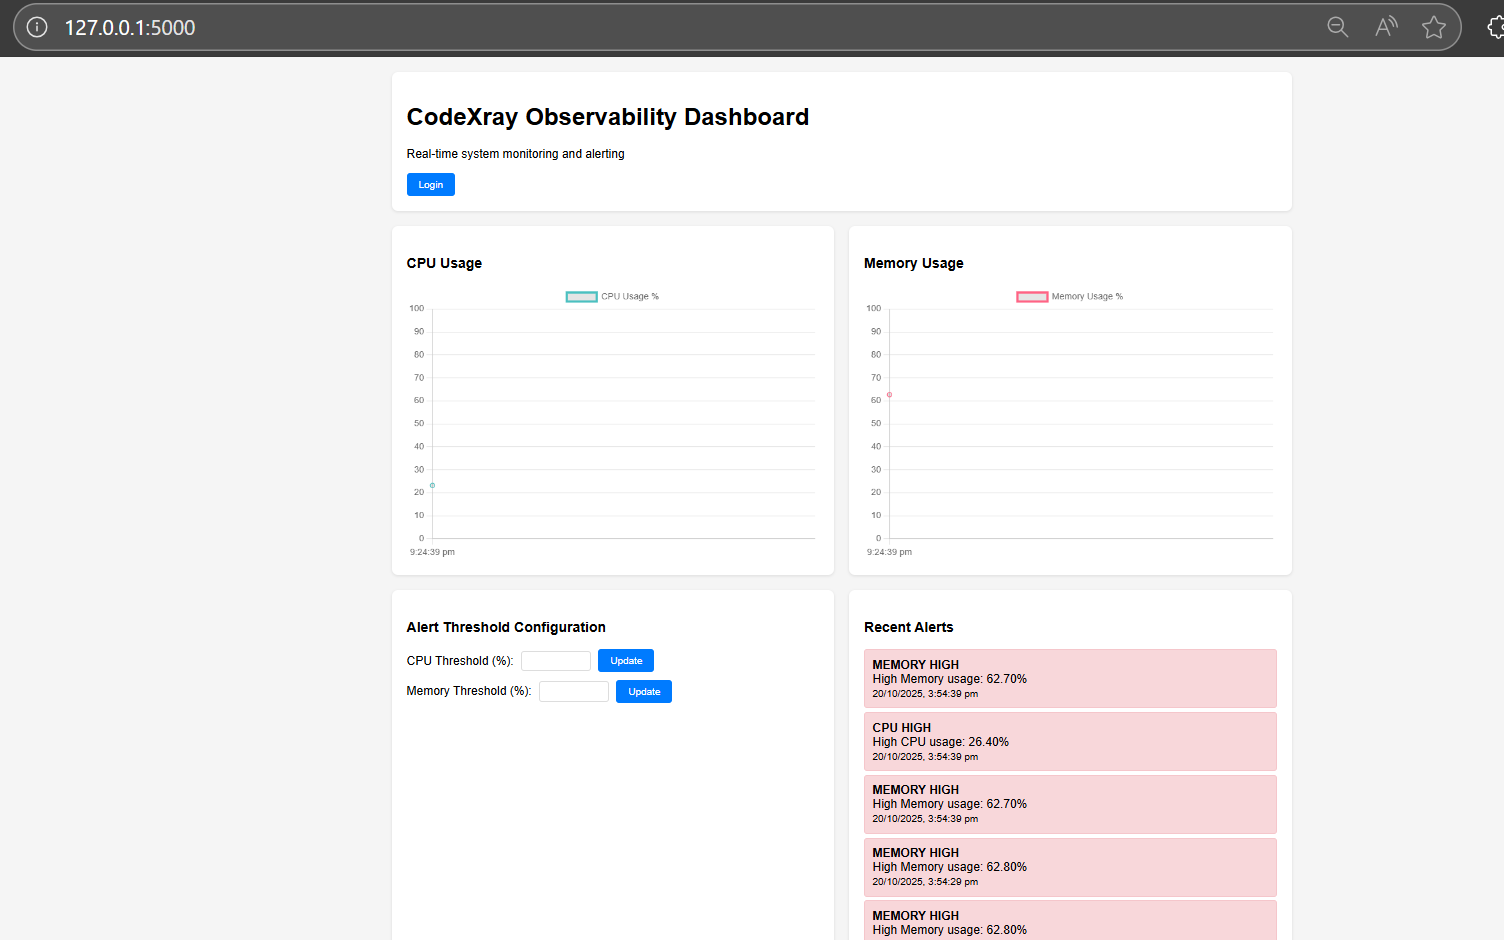 127.0.0.1:5000
CodeXray Observability Dashboard
Real-time system monitoring and alerting
Login
CPU Usage
CPU Usage %
100
90
80
70
60
50
40
30
20
10
0
9:24:39 pm
Memory Usage
Memory Usage %
100
90
80
70
60
50
40
30
20
10
0
9:24:39 pm
Alert Threshold Configuration
CPU Threshold (%): Update
Memory Threshold (%): Update
Recent Alerts
MEMORY HIGH
High Memory usage: 62.70%
20/10/2025, 3:54:39 pm
CPU HIGH
High CPU usage: 26.40%
20/10/2025, 3:54:39 pm
MEMORY HIGH
High Memory usage: 62.70%
20/10/2025, 3:54:39 pm
MEMORY HIGH
High Memory usage: 62.80%
20/10/2025, 3:54:29 pm
MEMORY HIGH
High Memory usage: 62.80%